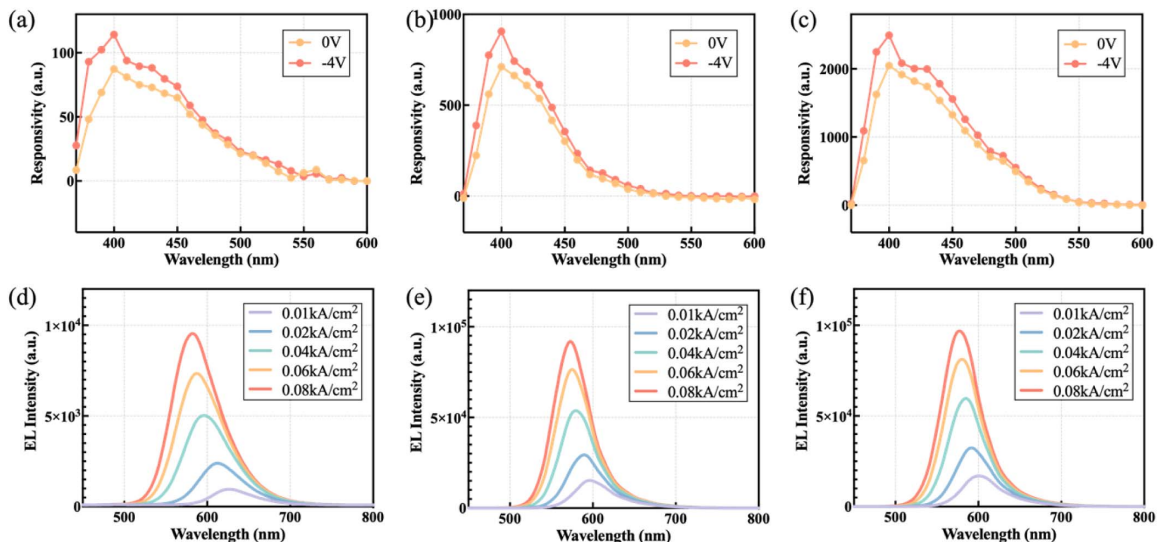 (a)
Responsivity (a.u.)
100
50
0
400 450 500 550 600
Wavelength (nm)
0V
-4V
(b)
Responsivity (a.u.)
1000
500
0
400 450 500 550 600
Wavelength (nm)
0V
-4V
(c)
Responsivity (a.u.)
2000
1000
0
400 450 500 550 600
Wavelength (nm)
0V
-4V
(d)
EL Intensity (a.u.)
1×10⁴
5×10³
0
500 600 700 800
Wavelength (nm)
0.01kA/cm²
0.02kA/cm²
0.04kA/cm²
0.06kA/cm²
0.08kA/cm²
(e)
EL Intensity (a.u.)
1×10⁵
5×10⁴
0
500 600 700 800
Wavelength (nm)
0.01kA/cm²
0.02kA/cm²
0.04kA/cm²
0.06kA/cm²
0.08kA/cm²
(f)
EL Intensity (a.u.)
1×10⁵
5×10⁴
0
500 600 700 800
Wavelength (nm)
0.01kA/cm²
0.02kA/cm²
0.04kA/cm²
0.06kA/cm²
0.08kA/cm²